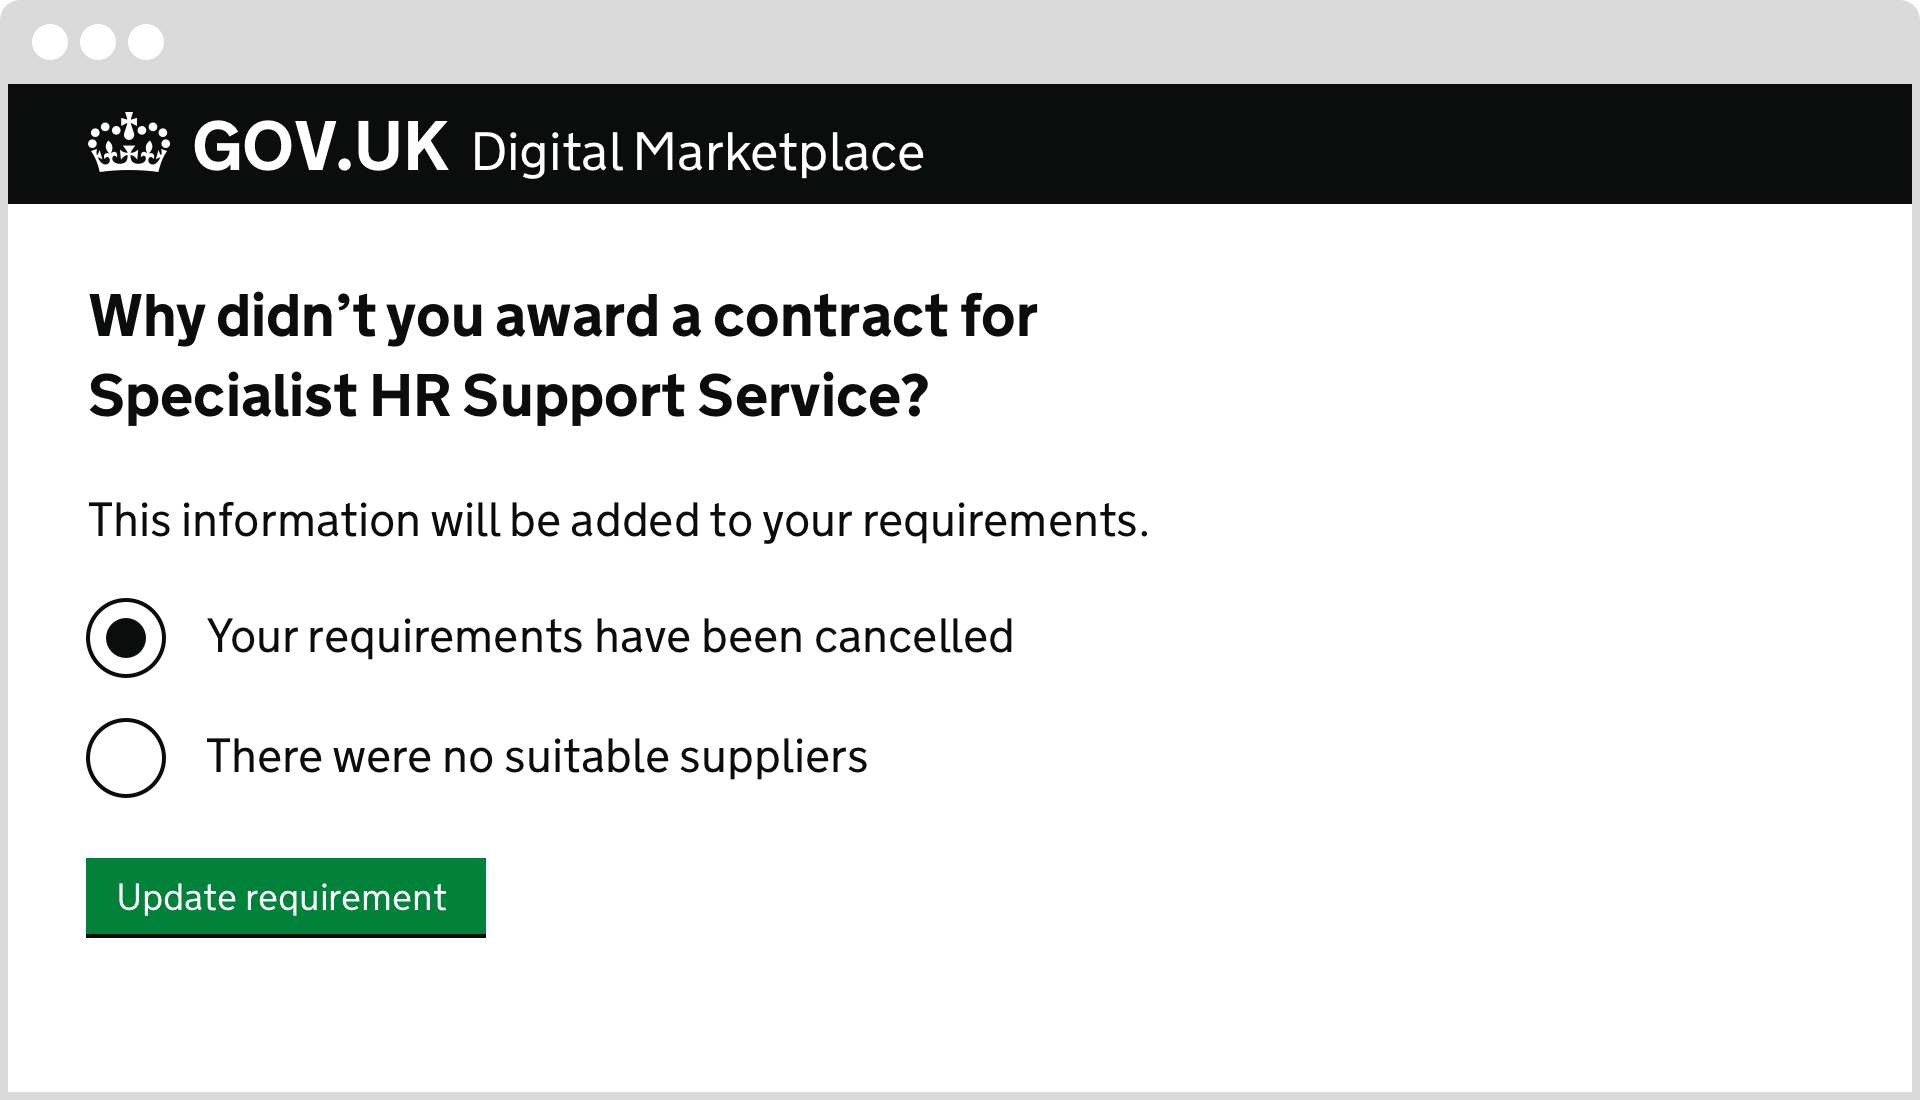 GOV.UK Digital Marketplace
Why didn’t you award a contract for
Specialist HR Support Service?
This information will be added to your requirements.
Your requirements have been cancelled
There were no suitable suppliers
Update requirement